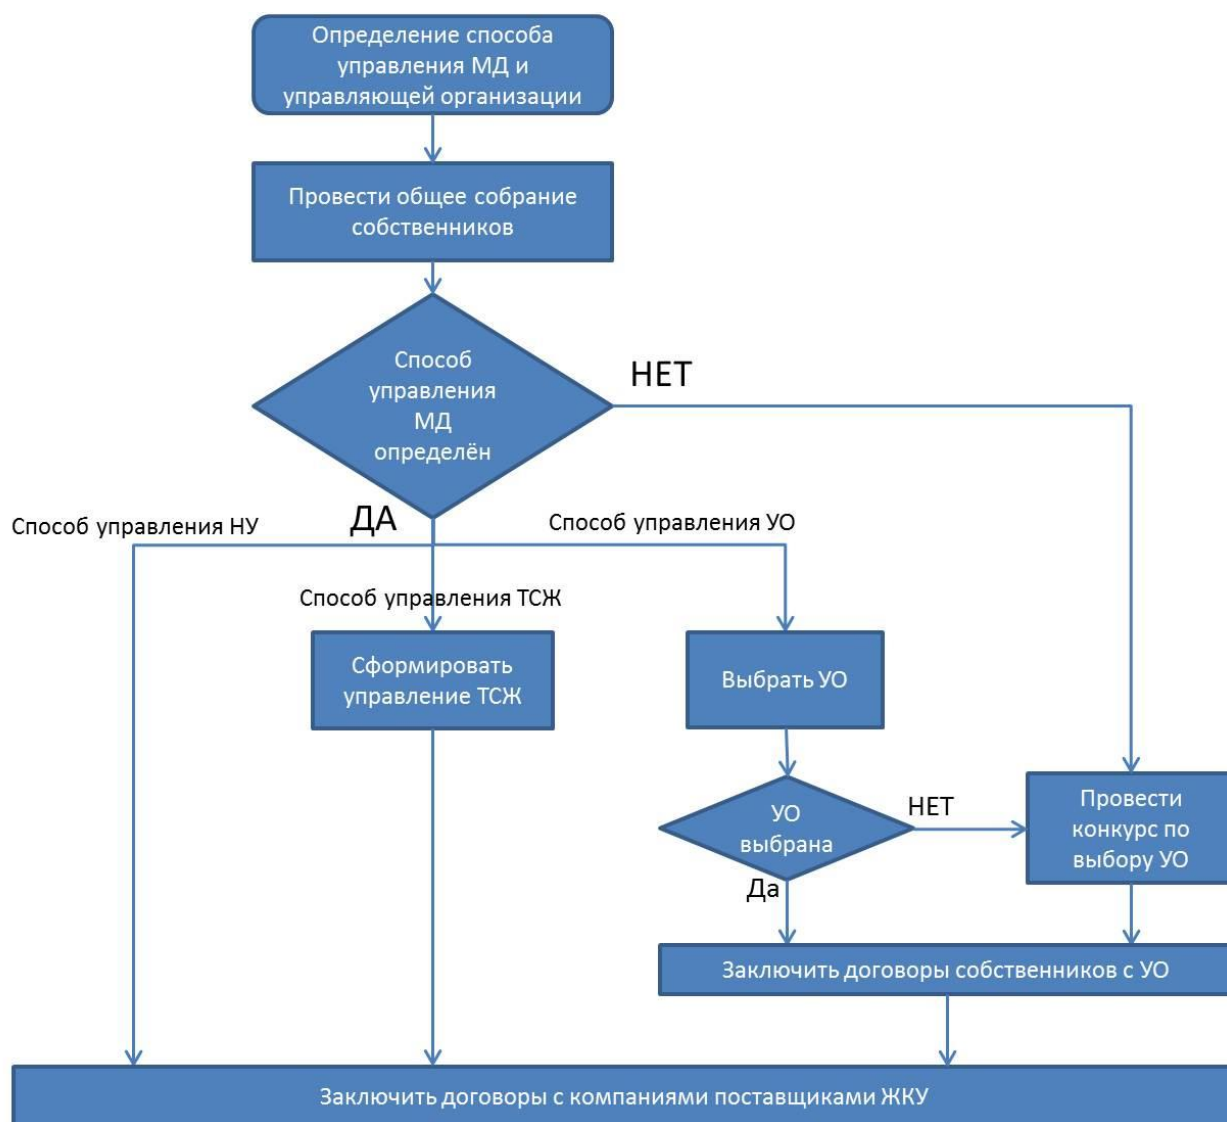 Определение способа
управления МД и
управляющей организации
Провести общее собрание
собственников
Способ
управления
МД
определён
НЕТ
ДА
Способ управления НУ
Способ управления УО
Способ управления ТСЖ
Сформировать
управление ТСЖ
Выбрать УО
УО
выбрана
НЕТ
Да
Провести
конкурс по
выбору УО
Заключить договоры собственников с УО
Заключить договоры с компаниями поставщиками ЖКУ